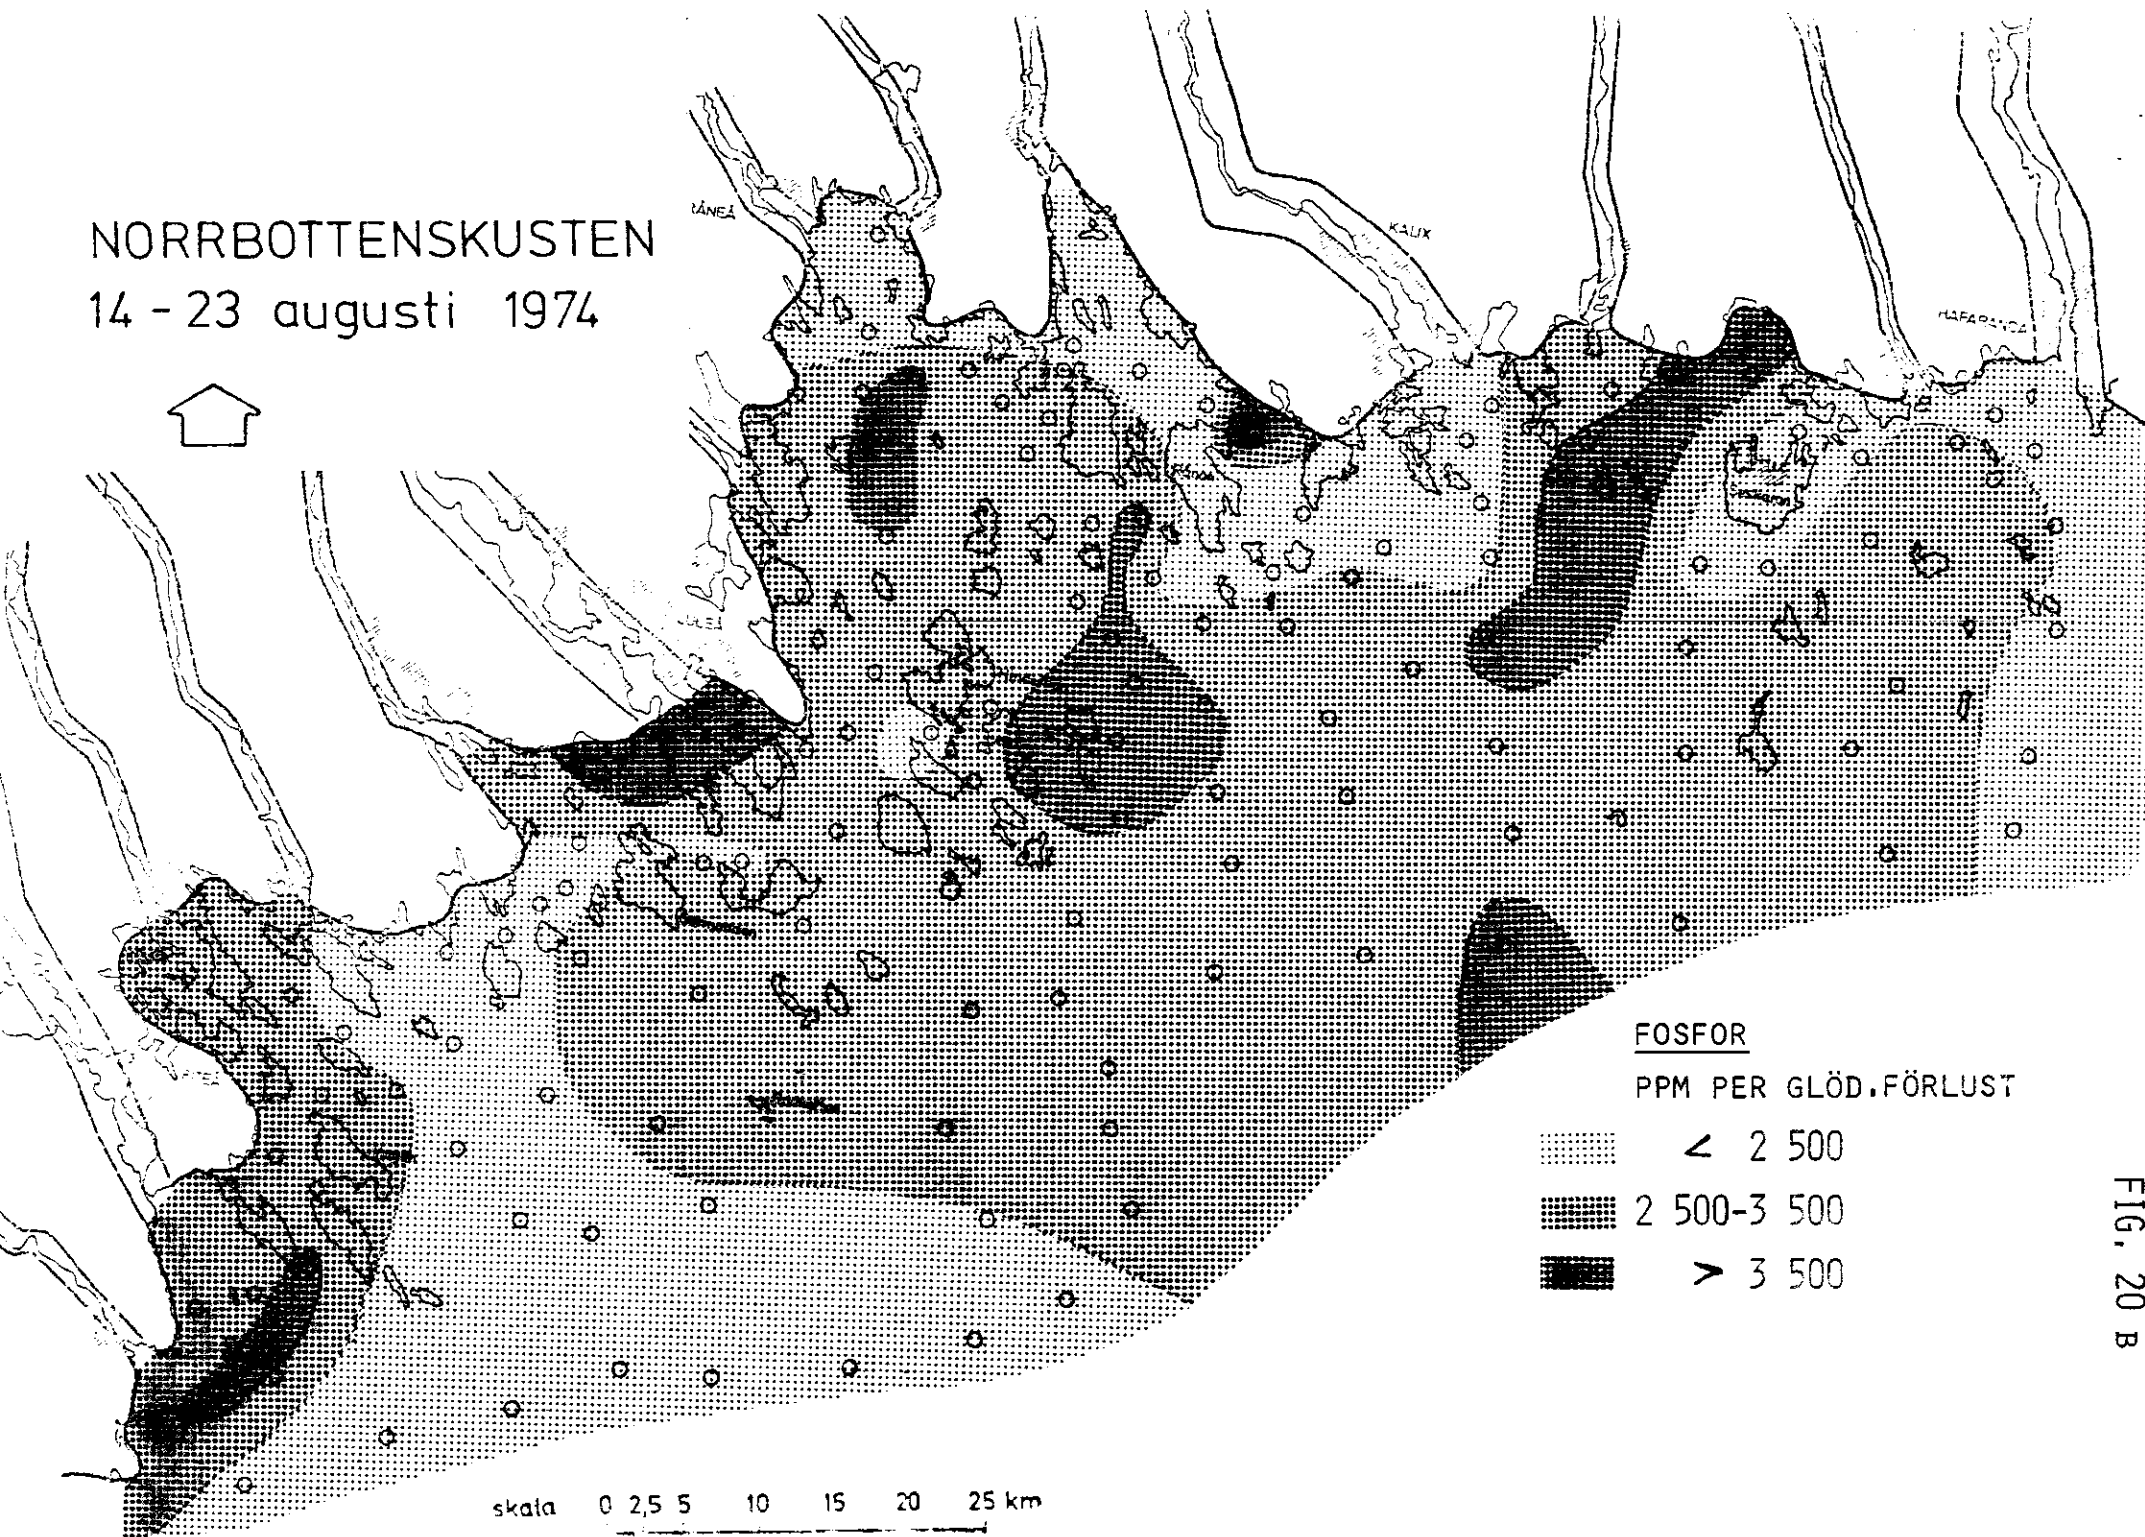 NORRBOTTENSKUSTEN
14 - 23 augusti 1974
RÅNEÅ
KALIX
HAPARANDA
LULEÅ
PITEÅ
FOSFOR
PPM PER GLÖD.FÖRLUST
< 2 500
2 500-3 500
> 3 500
FIG. 20 B
skala 0 2,5 5 10 15 20 25 km